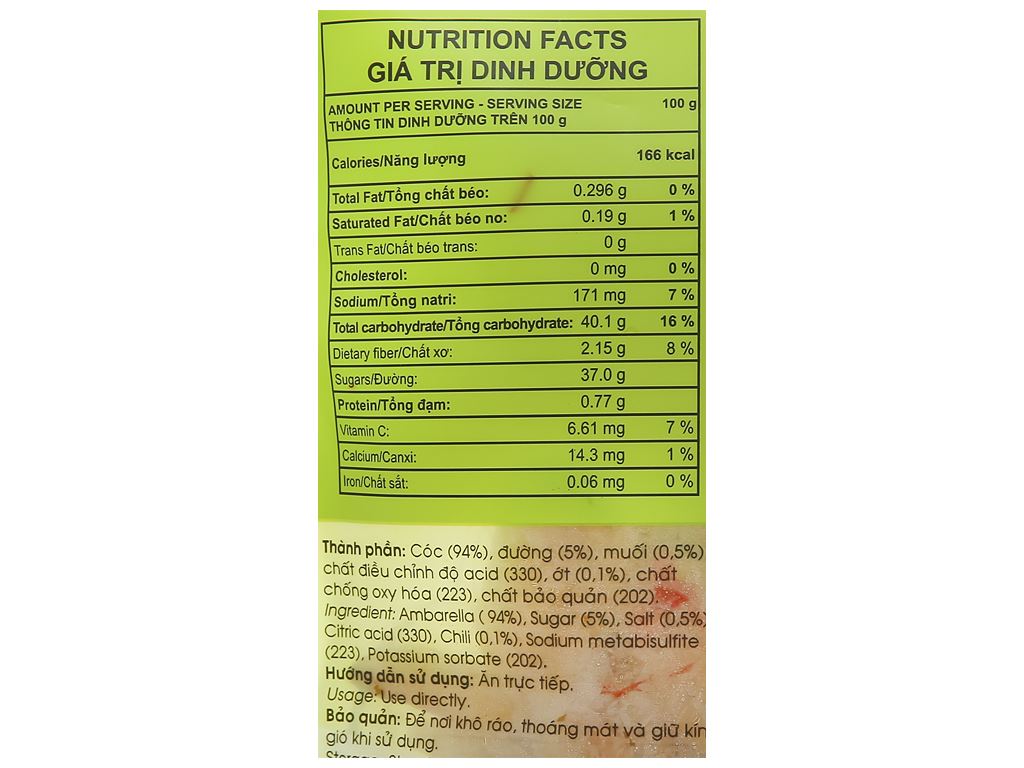 NUTRITION FACTS
GIÁ TRỊ DINH DƯỠNG
AMOUNT PER SERVING - SERVING SIZE 100 g
THÔNG TIN DINH DƯỠNG TRÊN 100 g
Calories/Năng lượng 166 kcal
Total Fat/Tổng chất béo: 0.296 g 0 %
Saturated Fat/Chất béo no: 0.19 g 1 %
Trans Fat/Chất béo trans: 0 g
Cholesterol: 0 mg 0 %
Sodium/Tổng natri: 171 mg 7 %
Total carbohydrate/Tổng carbohydrate: 40.1 g 16 %
Dietary fiber/Chất xơ: 2.15 g 8 %
Sugars/Đường: 37.0 g
Protein/Tổng đạm: 0.77 g
Vitamin C: 6.61 mg 7 %
Calcium/Canxi: 14.3 mg 1 %
Iron/Chất sắt: 0.06 mg 0 %
Thành phần: Cóc (94%), đường (5%), muối (0,5%)
chất điều chỉnh độ acid (330), ớt (0,1%), chất
chống oxy hóa (223), chất bảo quản (202).
Ingredient: Ambarella ( 94%), Sugar (5%), Salt (0,5%)
Citric acid (330), Chili (0,1%), Sodium metabisulfite
(223), Potassium sorbate (202).
Hướng dẫn sử dụng: Ăn trực tiếp.
Usage: Use directly.
Bảo quản: Để nơi khô ráo, thoáng mát và giữ kín
gió khi sử dụng.